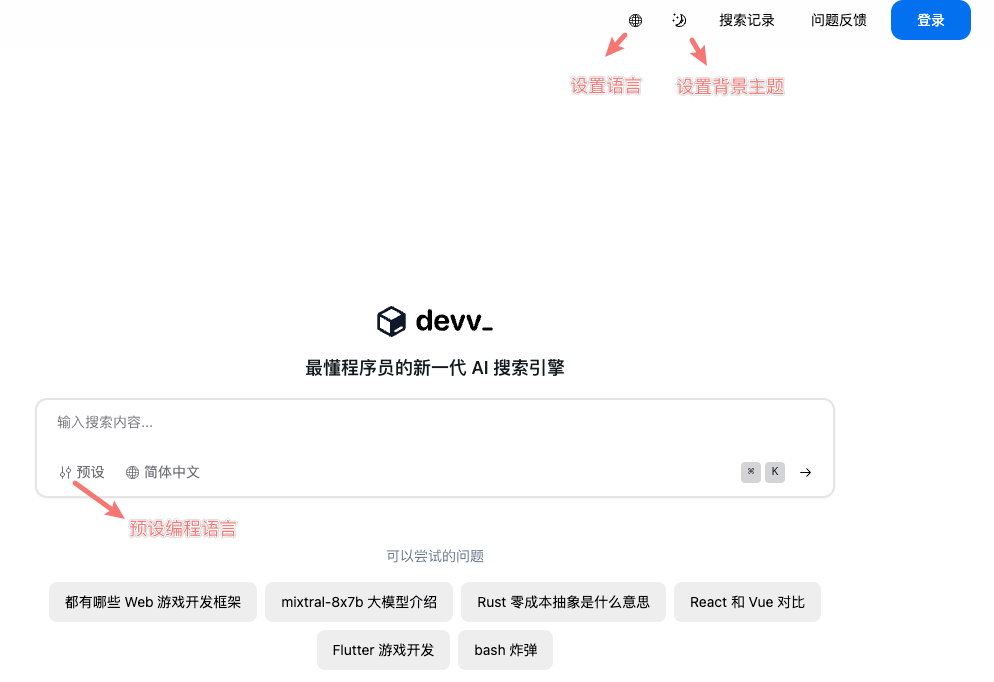 搜索记录 问题反馈 登录
设置语言 设置背景主题
devv_
最懂程序员的新一代 AI 搜索引擎
输入搜索内容...
预设 简体中文 ⌘ K →
预设编程语言
可以尝试的问题
都有哪些 Web 游戏开发框架 mixtral-8x7b 大模型介绍 Rust 零成本抽象是什么意思 React 和 Vue 对比
Flutter 游戏开发 bash 炸弹